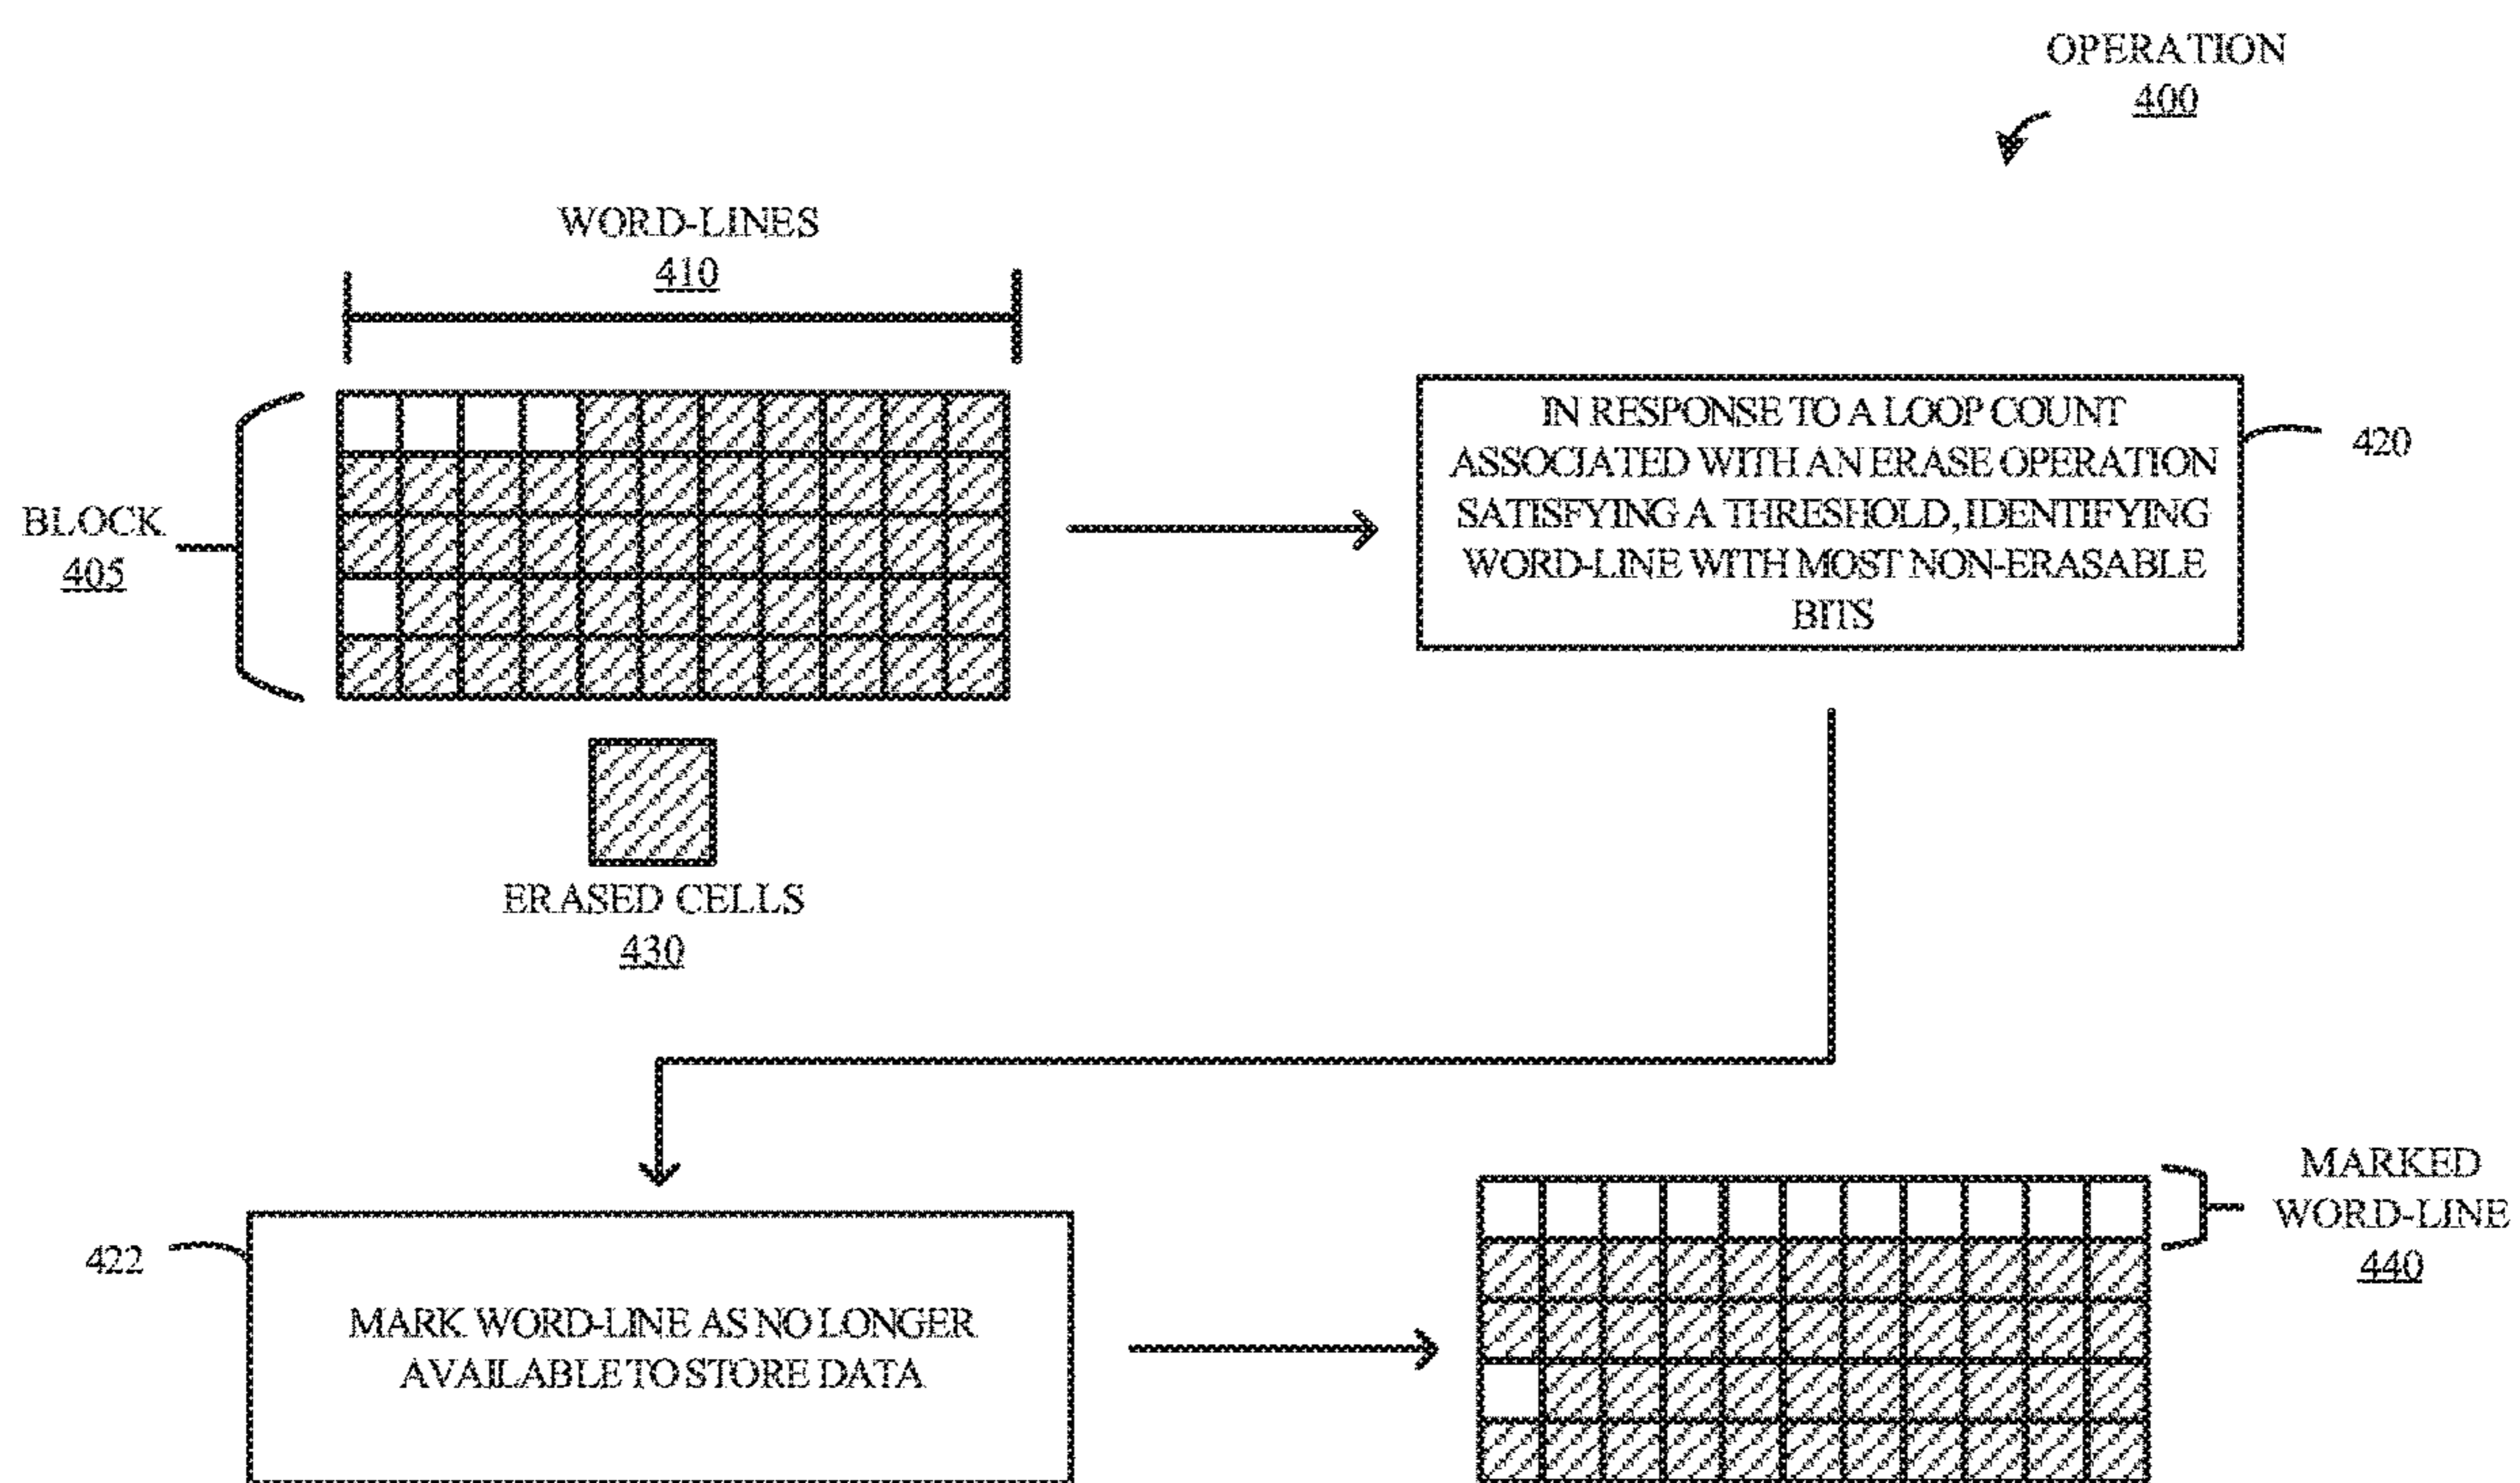 OPERATION
400
WORD-LINES
410
BLOCK
405
IN RESPONSE TO A LOOP COUNT
ASSOCIATED WITH AN ERASE OPERATION
SATISFYING A THRESHOLD, IDENTIFYING
WORD-LINE WITH MOST NON-ERASABLE
BITS
420
ERASED CELLS
430
422
MARK WORD-LINE AS NO LONGER
AVAILABLE TO STORE DATA
MARKED
WORD-LINE
440